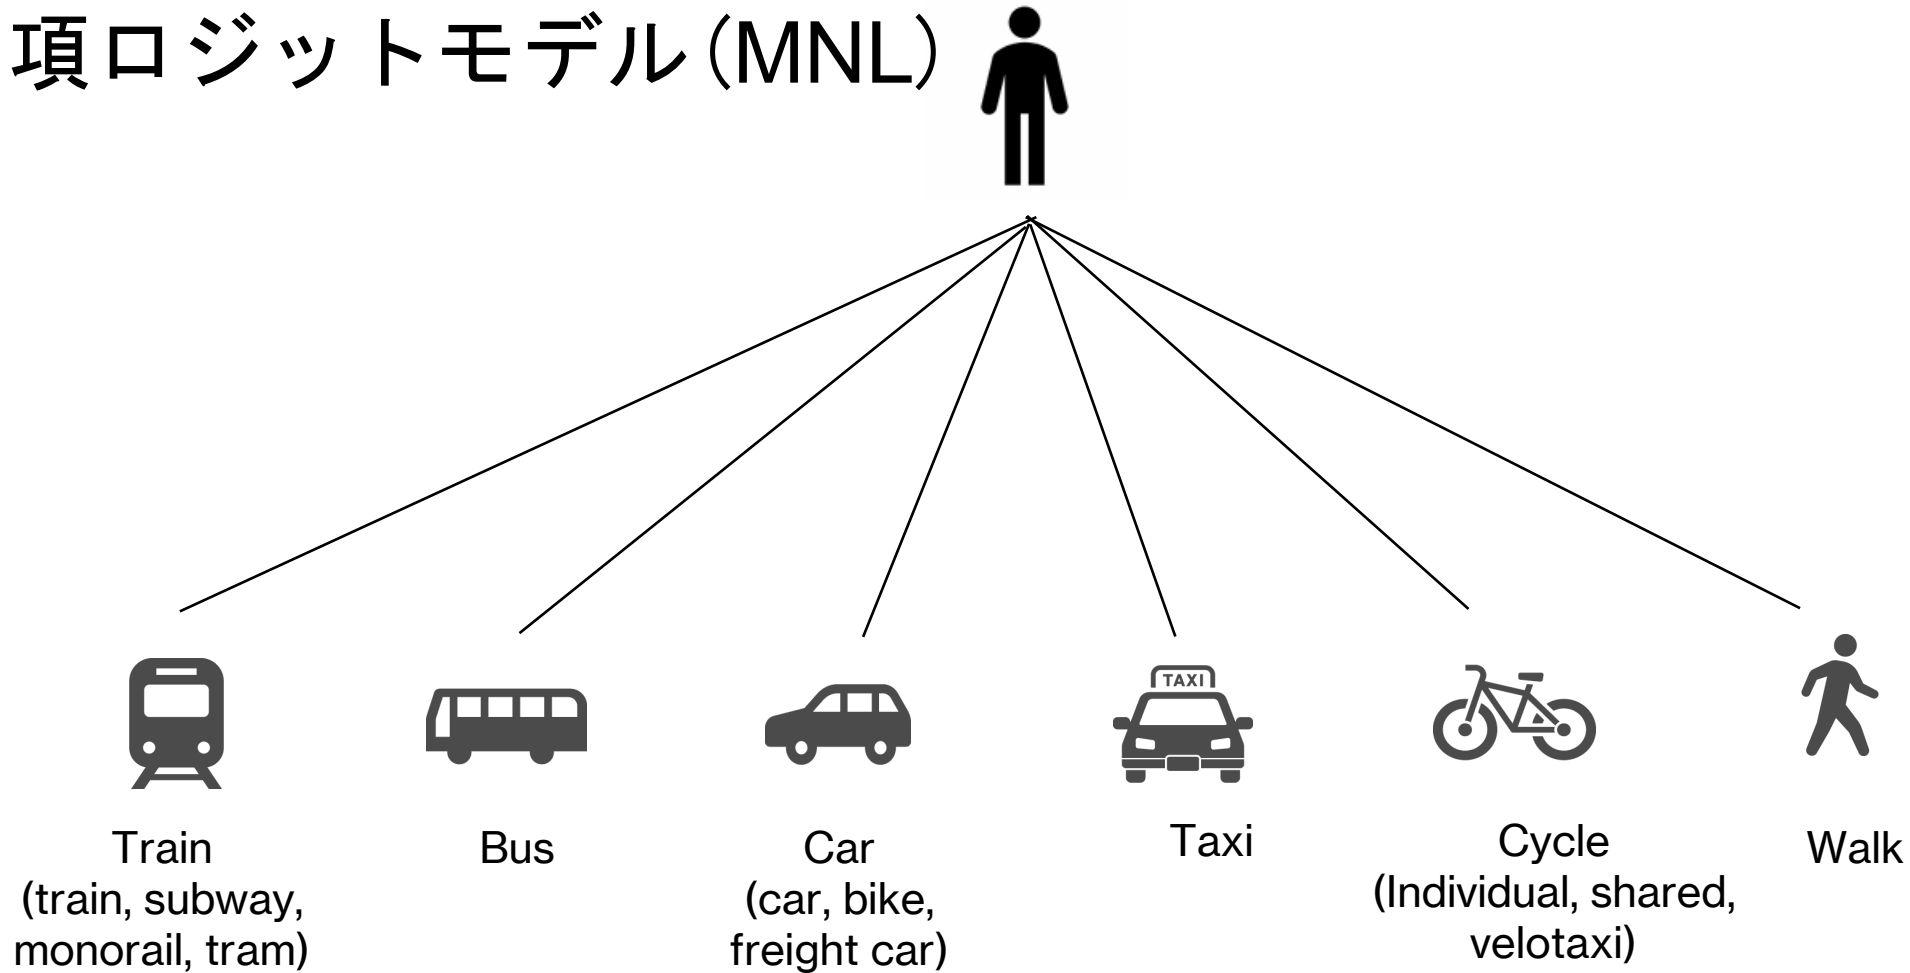 項ロジットモデル(MNL)
TAXI
Train
(train, subway,
monorail, tram)
Bus
Car
(car, bike,
freight car)
Taxi
Cycle
(Individual, shared,
velotaxi)
Walk